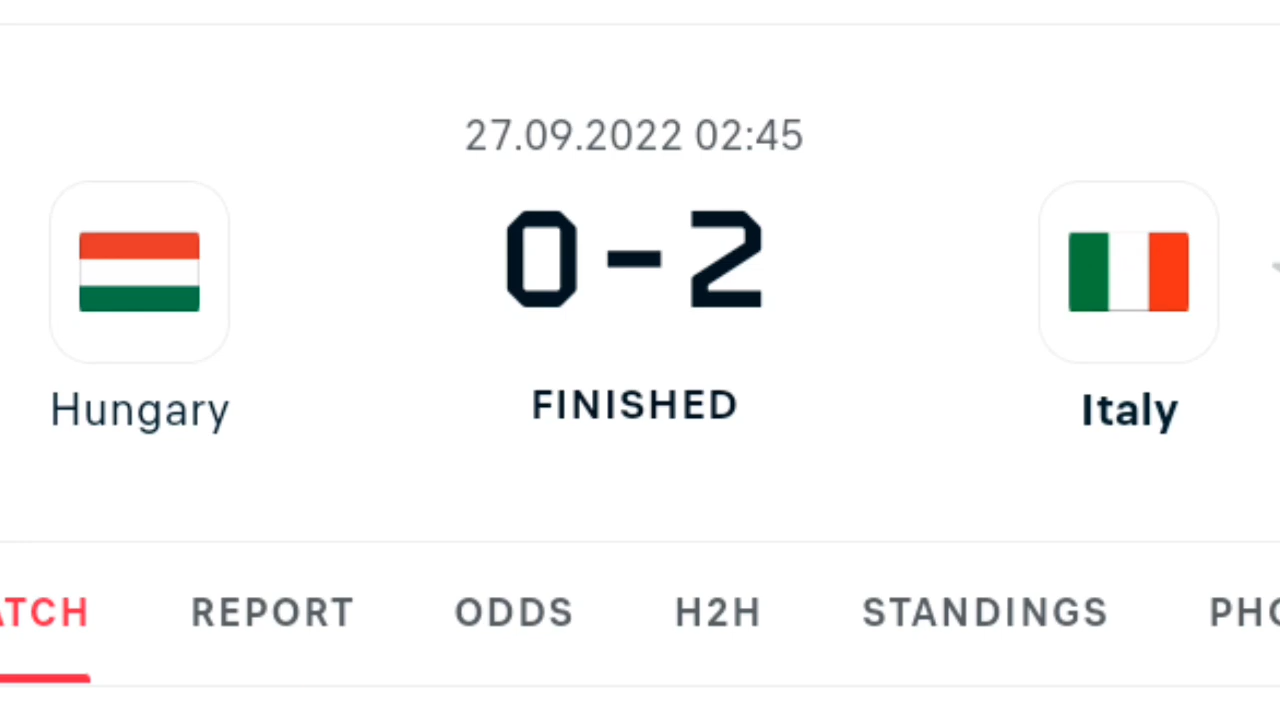 27.09.2022 02:45
0-2
Hungary
FINISHED
Italy
REPORT ODDS H2H STANDINGS